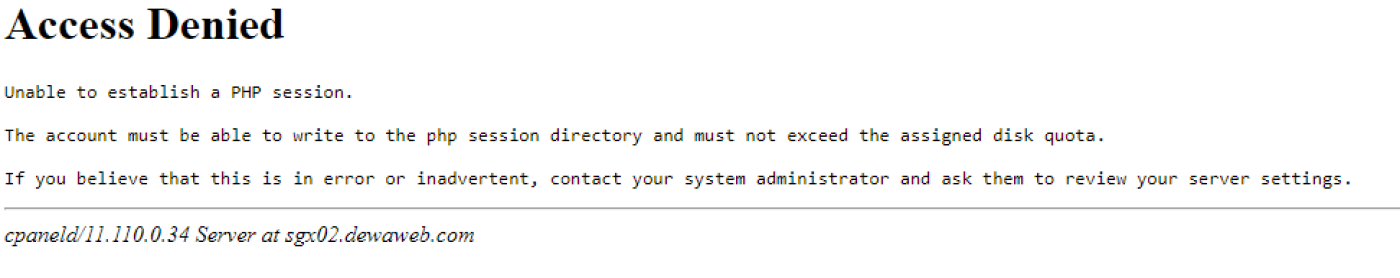 Access Denied
Unable to establish a PHP session.
The account must be able to write to the php session directory and must not exceed the assigned disk quota.
If you believe that this is in error or inadvertent, contact your system administrator and ask them to review your server settings.
cpaneld/11.110.0.34 Server at sgx02.dewaweb.com